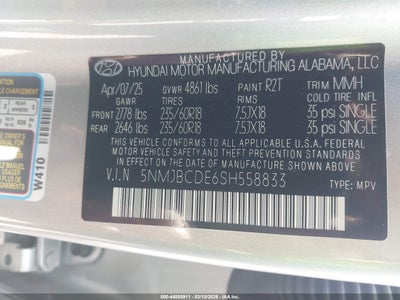 MANUFACTURED BY
HYUNDAI MOTOR MANUFACTURING ALABAMA, LLC
Apr/07/25 GVWR 4861 lbs PAINT R2T TRIM MMH
GAWR TIRES RIMS COLD TIRE INFL
FRONT 2778 lbs 235/60R18 7.5JX18 35 psi SINGLE
REAR 2646 lbs 235/60R18 7.5JX18 35 psi SINGLE
THIS VEHICLE CONFORMS TO ALL APPLICABLE U.S.A. FEDERAL
MOTOR VEHICLE SAFETY, BUMPER, AND THEFT PREVENTION
STANDARDS IN EFFECT ON THE DATE OF MANUFACTURE SHOWN
ABOVE.
V.I.N 5NMJBCDE6SH558833 TYPE: MPV
REAR 3
W410